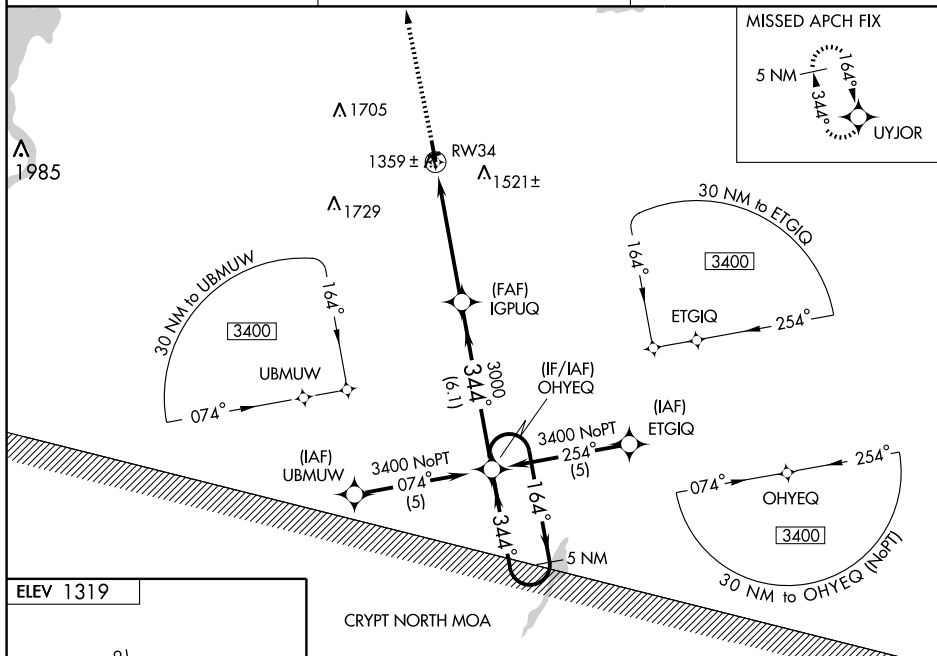 MISSED APCH FIX
5 NM
164°
344°
UYJOR
1705
1985
1359 ±
RW34
1521±
1729
30 NM to UBMUW
3400
164°
UBMUW
074°
30 NM to ETGIQ
3400
164°
ETGIQ
254°
(FAF)
IGPUQ
3000
344°
(6.1)
(IF/IAF)
OHYEQ
(IAF)
ETGIQ
3400 NoPT
254°
(5)
(IAF)
UBMUW
3400 NoPT
074°
(5)
344°
164°
5 NM
074°
254°
OHYEQ
3400
30 NM to OHYEQ (NoPT)
CRYPT NORTH MOA
ELEV 1319